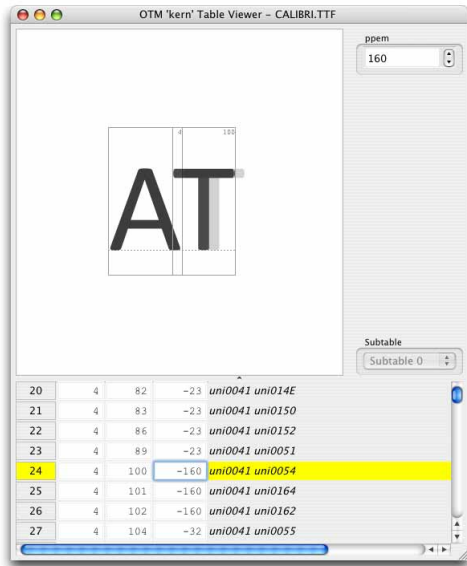 OTM 'kern' Table Viewer – CALIBRI.TTF
ppem
160
4 100
AT
Subtable
Subtable 0
20 4 82 -23 uni0041 uni014E
21 4 83 -23 uni0041 uni0150
22 4 86 -23 uni0041 uni0152
23 4 89 -23 uni0041 uni0051
24 4 100 -160 uni0041 uni0054
25 4 101 -160 uni0041 uni0164
26 4 102 -160 uni0041 uni0162
27 4 104 -32 uni0041 uni0055